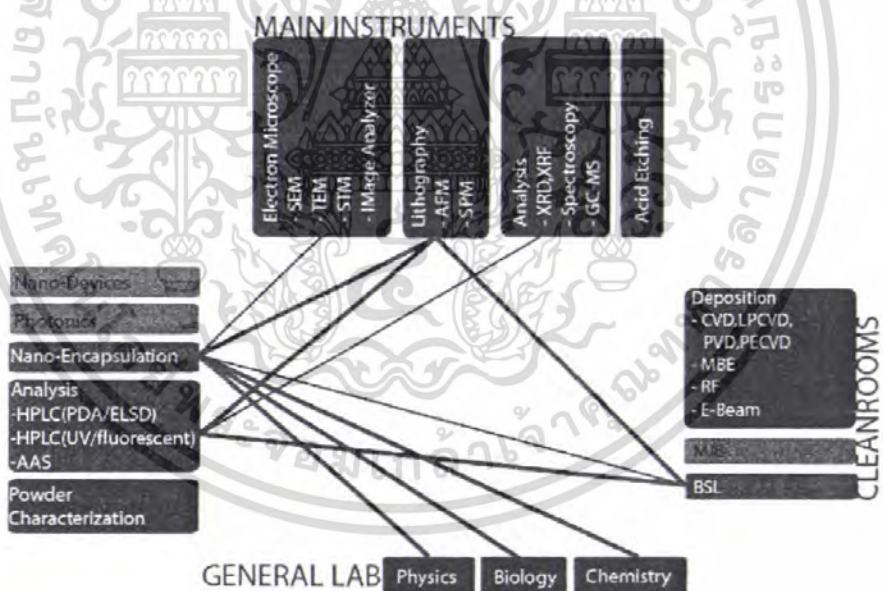 MAIN INSTRUMENTS
Electron Microscope
- SEM
- TEM
- STM
- IMage Analyzer
Lithography
- AFM
- SPM
Analysis
- XRD,XRF
- Spectroscopy
- GC-MS
Acid Etching
Nano-Devices
Photonics
Nano-Encapsulation
Analysis
-HPLC(PDA/ELSD)
-HPLC(UV/fluorescent)
-AAS
Powder
Characterization
Deposition
- CVD,LPCVD,
PVD,PECVD
- MBE
- RF
- E-Beam
BSL
CLEANROOMS
GENERAL LAB
Physics
Biology
Chemistry